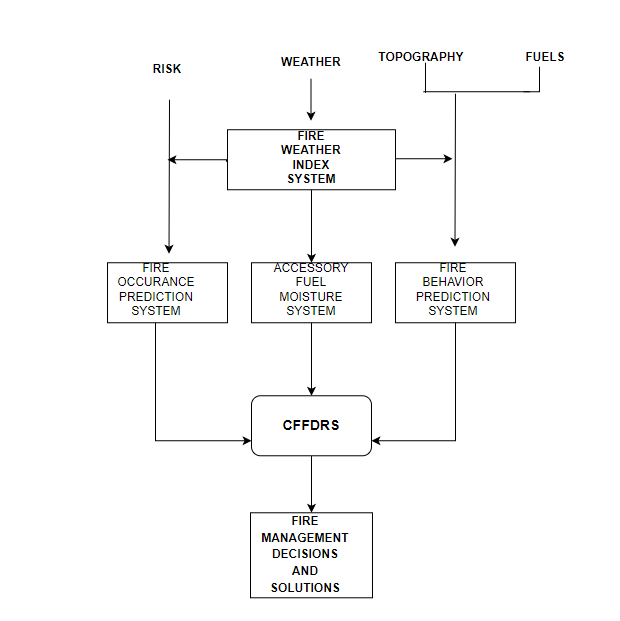 RISK
WEATHER
TOPOGRAPHY
FUELS
FIRE
WEATHER
INDEX
SYSTEM
FIRE
OCCURANCE
PREDICTION
SYSTEM
ACCESSORY
FUEL
MOISTURE
SYSTEM
FIRE
BEHAVIOR
PREDICTION
SYSTEM
CFFDRS
FIRE
MANAGEMENT
DECISIONS
AND
SOLUTIONS